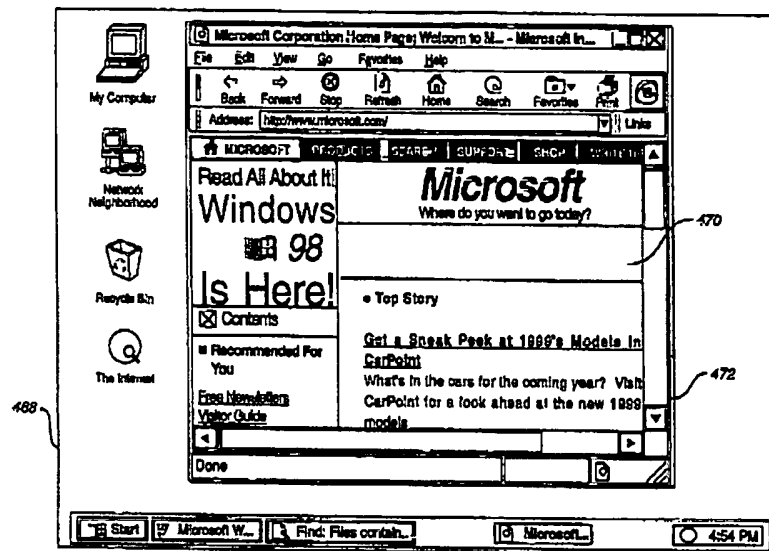 My Computer
Network
Neighborhood
Recycle Bin
The Internet
Microsoft Corporation Home Page; Welcom to M... - Microsoft In...
File Edit View Go Favorites Help
Back Forward Stop Refresh Home Search Favorites Print
Address: http://www.microsoft.com/ Links
MICROSOFT PRODUCTS SEARCH SUPPORT SHOP
Read All About It!
Windows
98
Is Here!
Contents
Recommended For
You
Free Newsletters
Visitor Guide
Microsoft
Where do you want to go today?
• Top Story
Get a Sneak Peek at 1999's Models in
CarPoint
What's in the cars for the coming year? Visit
CarPoint for a look ahead at the new 1999
models
Done
Start Microsoft W... Find: Files contain... Microsoft... 4:54 PM
470
472
468